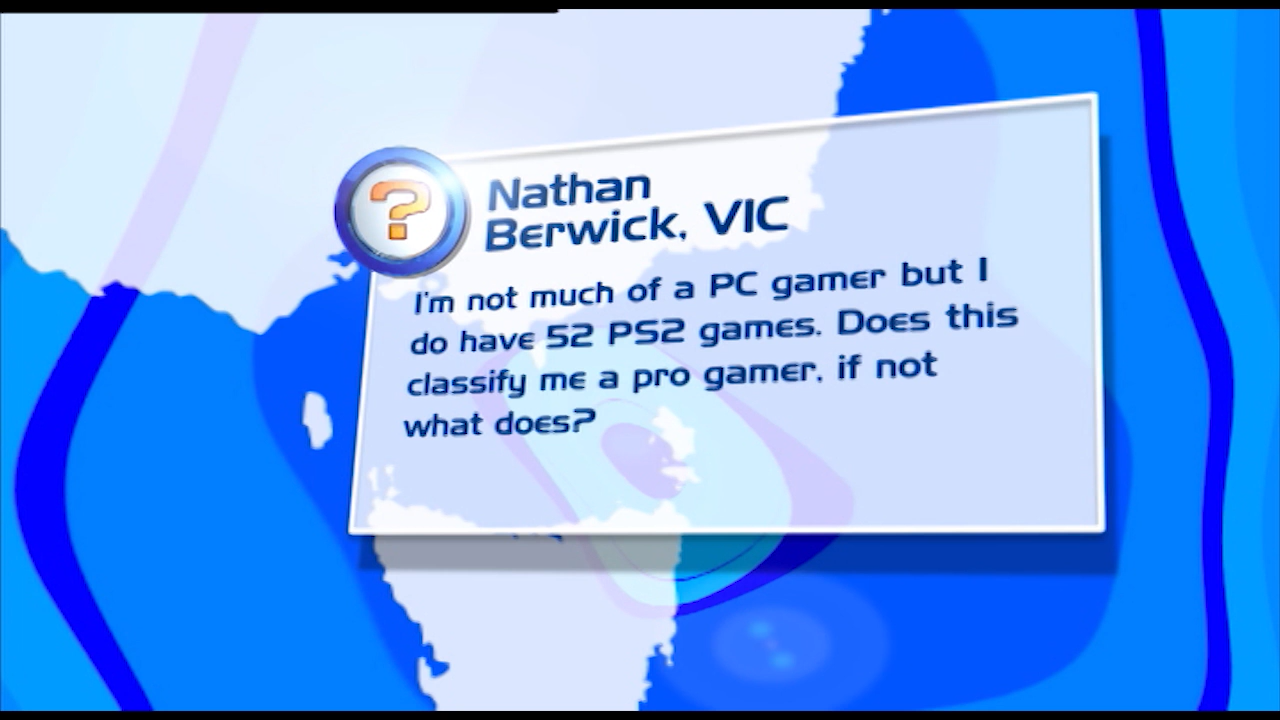 ?
Nathan
Berwick, VIC
I'm not much of a PC gamer but I
do have 52 PS2 games. Does this
classify me a pro gamer, if not
what does?